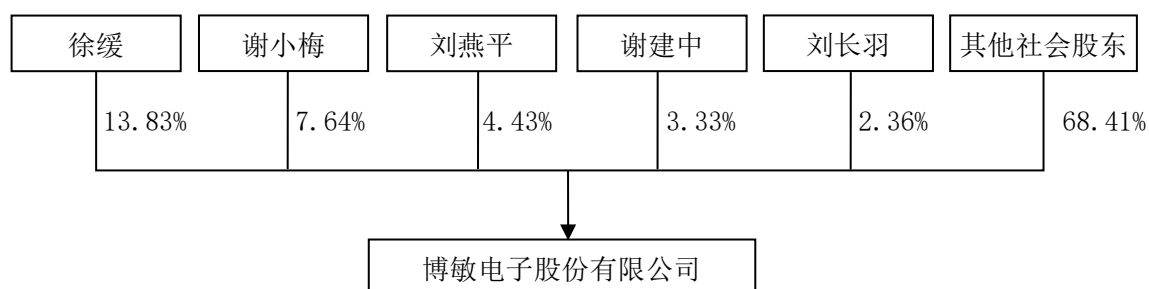 徐缓 谢小梅 刘燕平 谢建中 刘长羽 其他社会股东
13.83% 7.64% 4.43% 3.33% 2.36% 68.41%
博敏电子股份有限公司